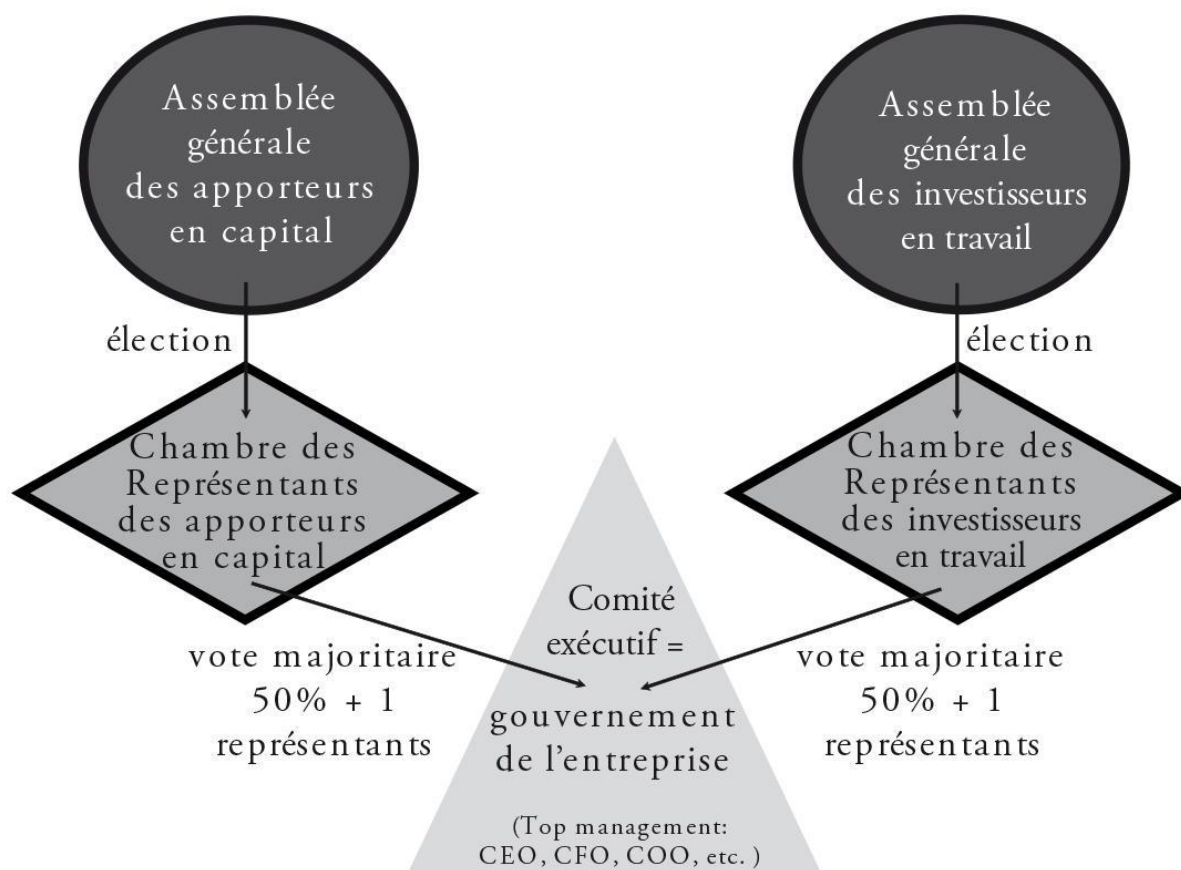 Assemblée
générale
des apporteurs
en capital
Assemblée
générale
des investisseurs
en travail
élection
élection
Chambre des
Représentants
des apporteurs
en capital
Chambre des
Représentants
des investisseurs
en travail
Comité
exécutif =
gouvernement
de l'entreprise
(Top management:
CEO, CFO, COO, etc. )
vote majoritaire
50% + 1
représentants
vote majoritaire
50% + 1
représentants